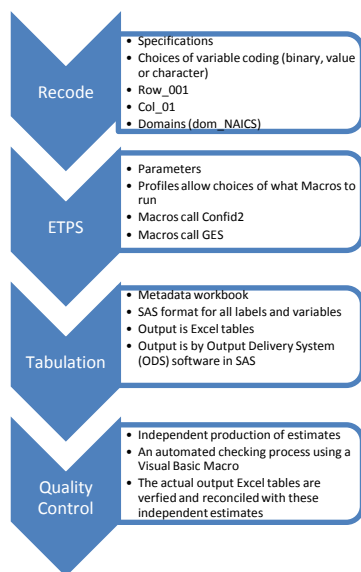 Recode
• Specifications
• Choices of variable coding (binary, value
or character)
• Row_001
• Col_01
• Domains (dom_NAICS)
ETPS
• Parameters
• Profiles allow choices of what Macros to
run
• Macros call Confid2
• Macros call GES
Tabulation
• Metadata workbook
• SAS format for all labels and variables
• Output is Excel tables
• Output is by Output Delivery System
(ODS) software in SAS
Quality
Control
• Independent production of estimates
• An automated checking process using a
Visual Basic Macro
• The actual output Excel tables are
verfied and reconciled with these
independent estimates